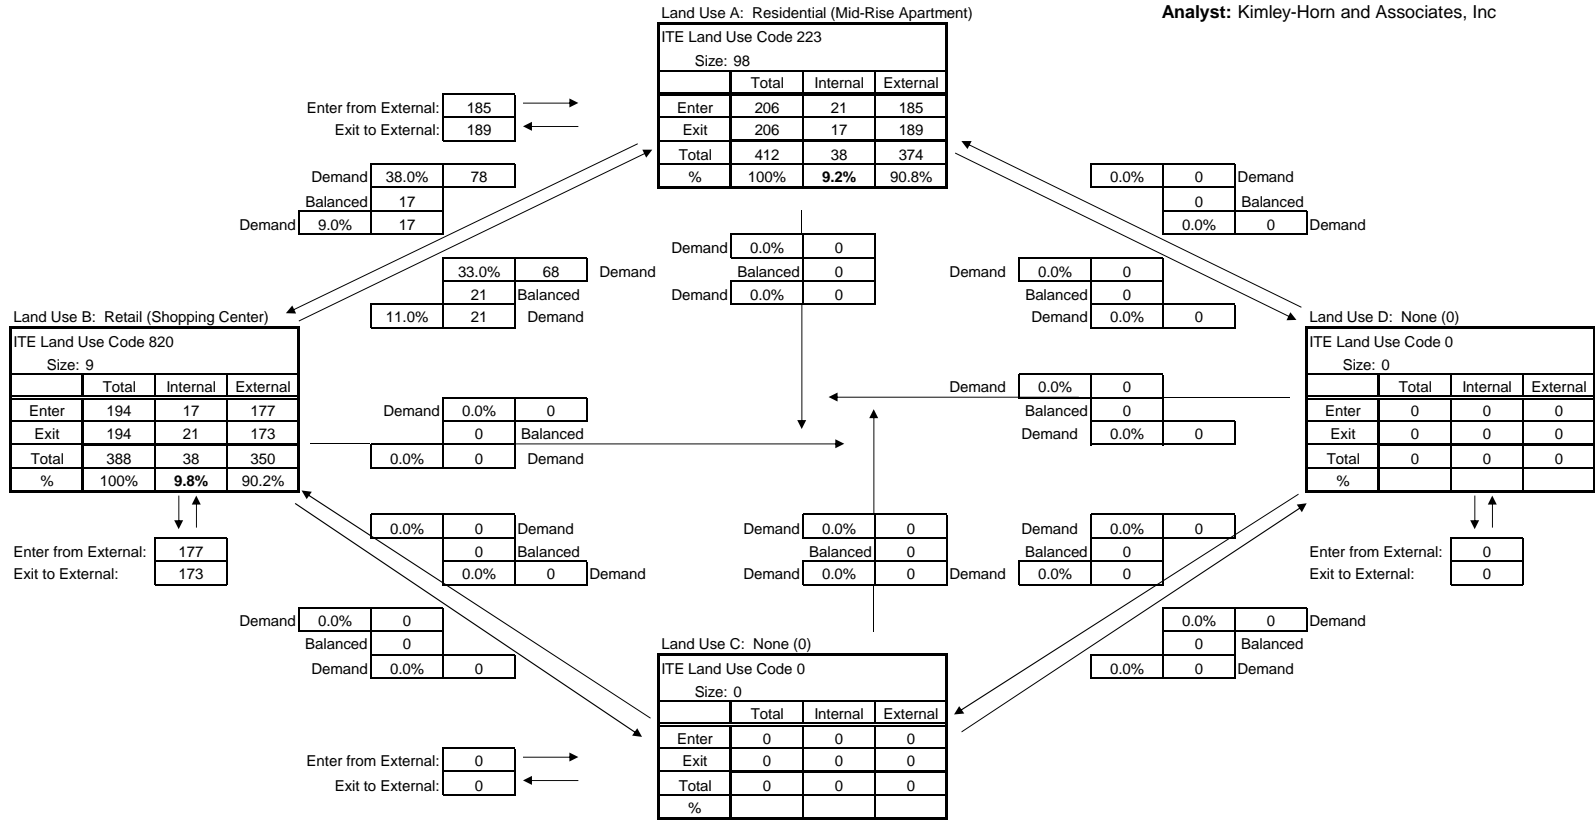 Land Use A: Residential (Mid-Rise Apartment)
Analyst: Kimley-Horn and Associates, Inc
ITE Land Use Code 223
Size: 98
Total Internal External
Enter 206 21 185
Exit 206 17 189
Total 412 38 374
% 100% 9.2% 90.8%
Enter from External: 185
Exit to External: 189
Demand 38.0% 78
Balanced 17
Demand 9.0% 17
0.0% 0 Demand
0 Balanced
0.0% 0 Demand
33.0% 68 Demand
21 Balanced
11.0% 21 Demand
Demand 0.0% 0
Balanced 0
Demand 0.0% 0
Demand 0.0% 0
Balanced 0
Demand 0.0% 0
Land Use B: Retail (Shopping Center)
ITE Land Use Code 820
Size: 9
Total Internal External
Enter 194 17 177
Exit 194 21 173
Total 388 38 350
% 100% 9.8% 90.2%
Land Use D: None (0)
ITE Land Use Code 0
Size: 0
Total Internal External
Enter 0 0 0
Exit 0 0 0
Total 0 0 0
%
Demand 0.0% 0
0 Balanced
0.0% 0 Demand
Demand 0.0% 0
Balanced 0
Demand 0.0% 0
Enter from External: 177
Exit to External: 173
0.0% 0 Demand
0 Balanced
0.0% 0 Demand
Demand 0.0% 0
Balanced 0
Demand 0.0% 0
Demand 0.0% 0
Balanced 0
Demand 0.0% 0
Enter from External: 0
Exit to External: 0
Demand 0.0% 0
Balanced 0
Demand 0.0% 0
0.0% 0 Demand
0 Balanced
0.0% 0 Demand
Land Use C: None (0)
ITE Land Use Code 0
Size: 0
Total Internal External
Enter 0 0 0
Exit 0 0 0
Total 0 0 0
%
Enter from External: 0
Exit to External: 0